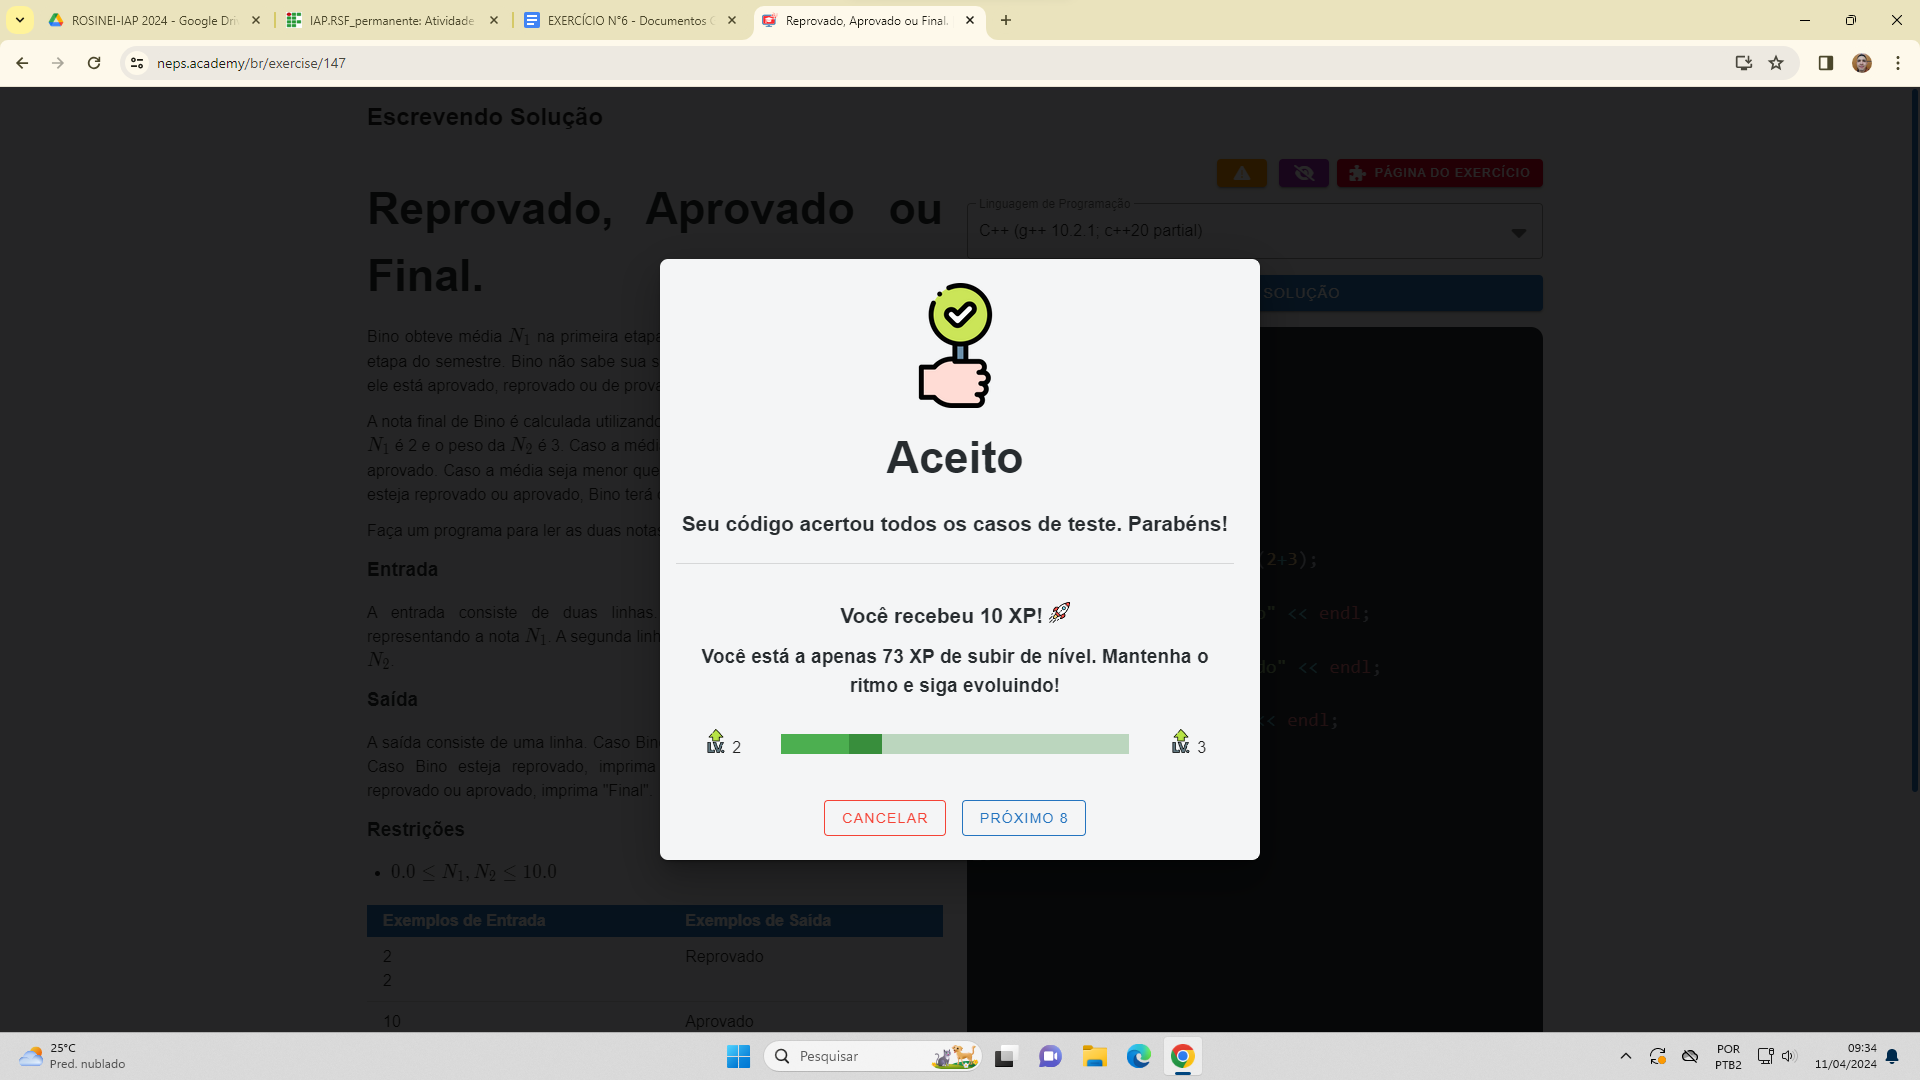 ROSINEI-IAP 2024 - Google Dri
IAP.RSF_permanente: Atividade
EXERCÍCIO N°6 - Documentos G
Reprovado, Aprovado ou Final.
neps.academy/br/exercise/147
Escrevendo Solução
PÁGINA DO EXERCÍCIO
Reprovado, Aprovado ou
Final.
Linguagem de Programação
C++ (g++ 10.2.1; c++20 partial)
SOLUÇÃO
Bino obteve média N1 na primeira etapa
etapa do semestre. Bino não sabe sua s
ele está aprovado, reprovado ou de prova
A nota final de Bino é calculada utilizando
N1 é 2 e o peso da N2 é 3. Caso a médi
aprovado. Caso a média seja menor que
esteja reprovado ou aprovado, Bino terá
Faça um programa para ler as duas notas
Entrada
A entrada consiste de duas linhas
representando a nota N1. A segunda linh
N2.
Saída
A saída consiste de uma linha. Caso Bin
Caso Bino esteja reprovado, imprima
reprovado ou aprovado, imprima "Final".
Restrições
• 0.0 ≤ N1, N2 ≤ 10.0
Exemplos de Entrada Exemplos de Saída
2 Reprovado
2
10 Aprovado
(2+3);
o" << endl;
do" << endl;
<< endl;
Aceito
Seu código acertou todos os casos de teste. Parabéns!
Você recebeu 10 XP! 🚀
Você está a apenas 73 XP de subir de nível. Mantenha o
ritmo e siga evoluindo!
LV. 2
LV. 3
CANCELAR
PRÓXIMO 8
25°C
Pred. nublado
Pesquisar
POR
PTB2
09:34
11/04/2024